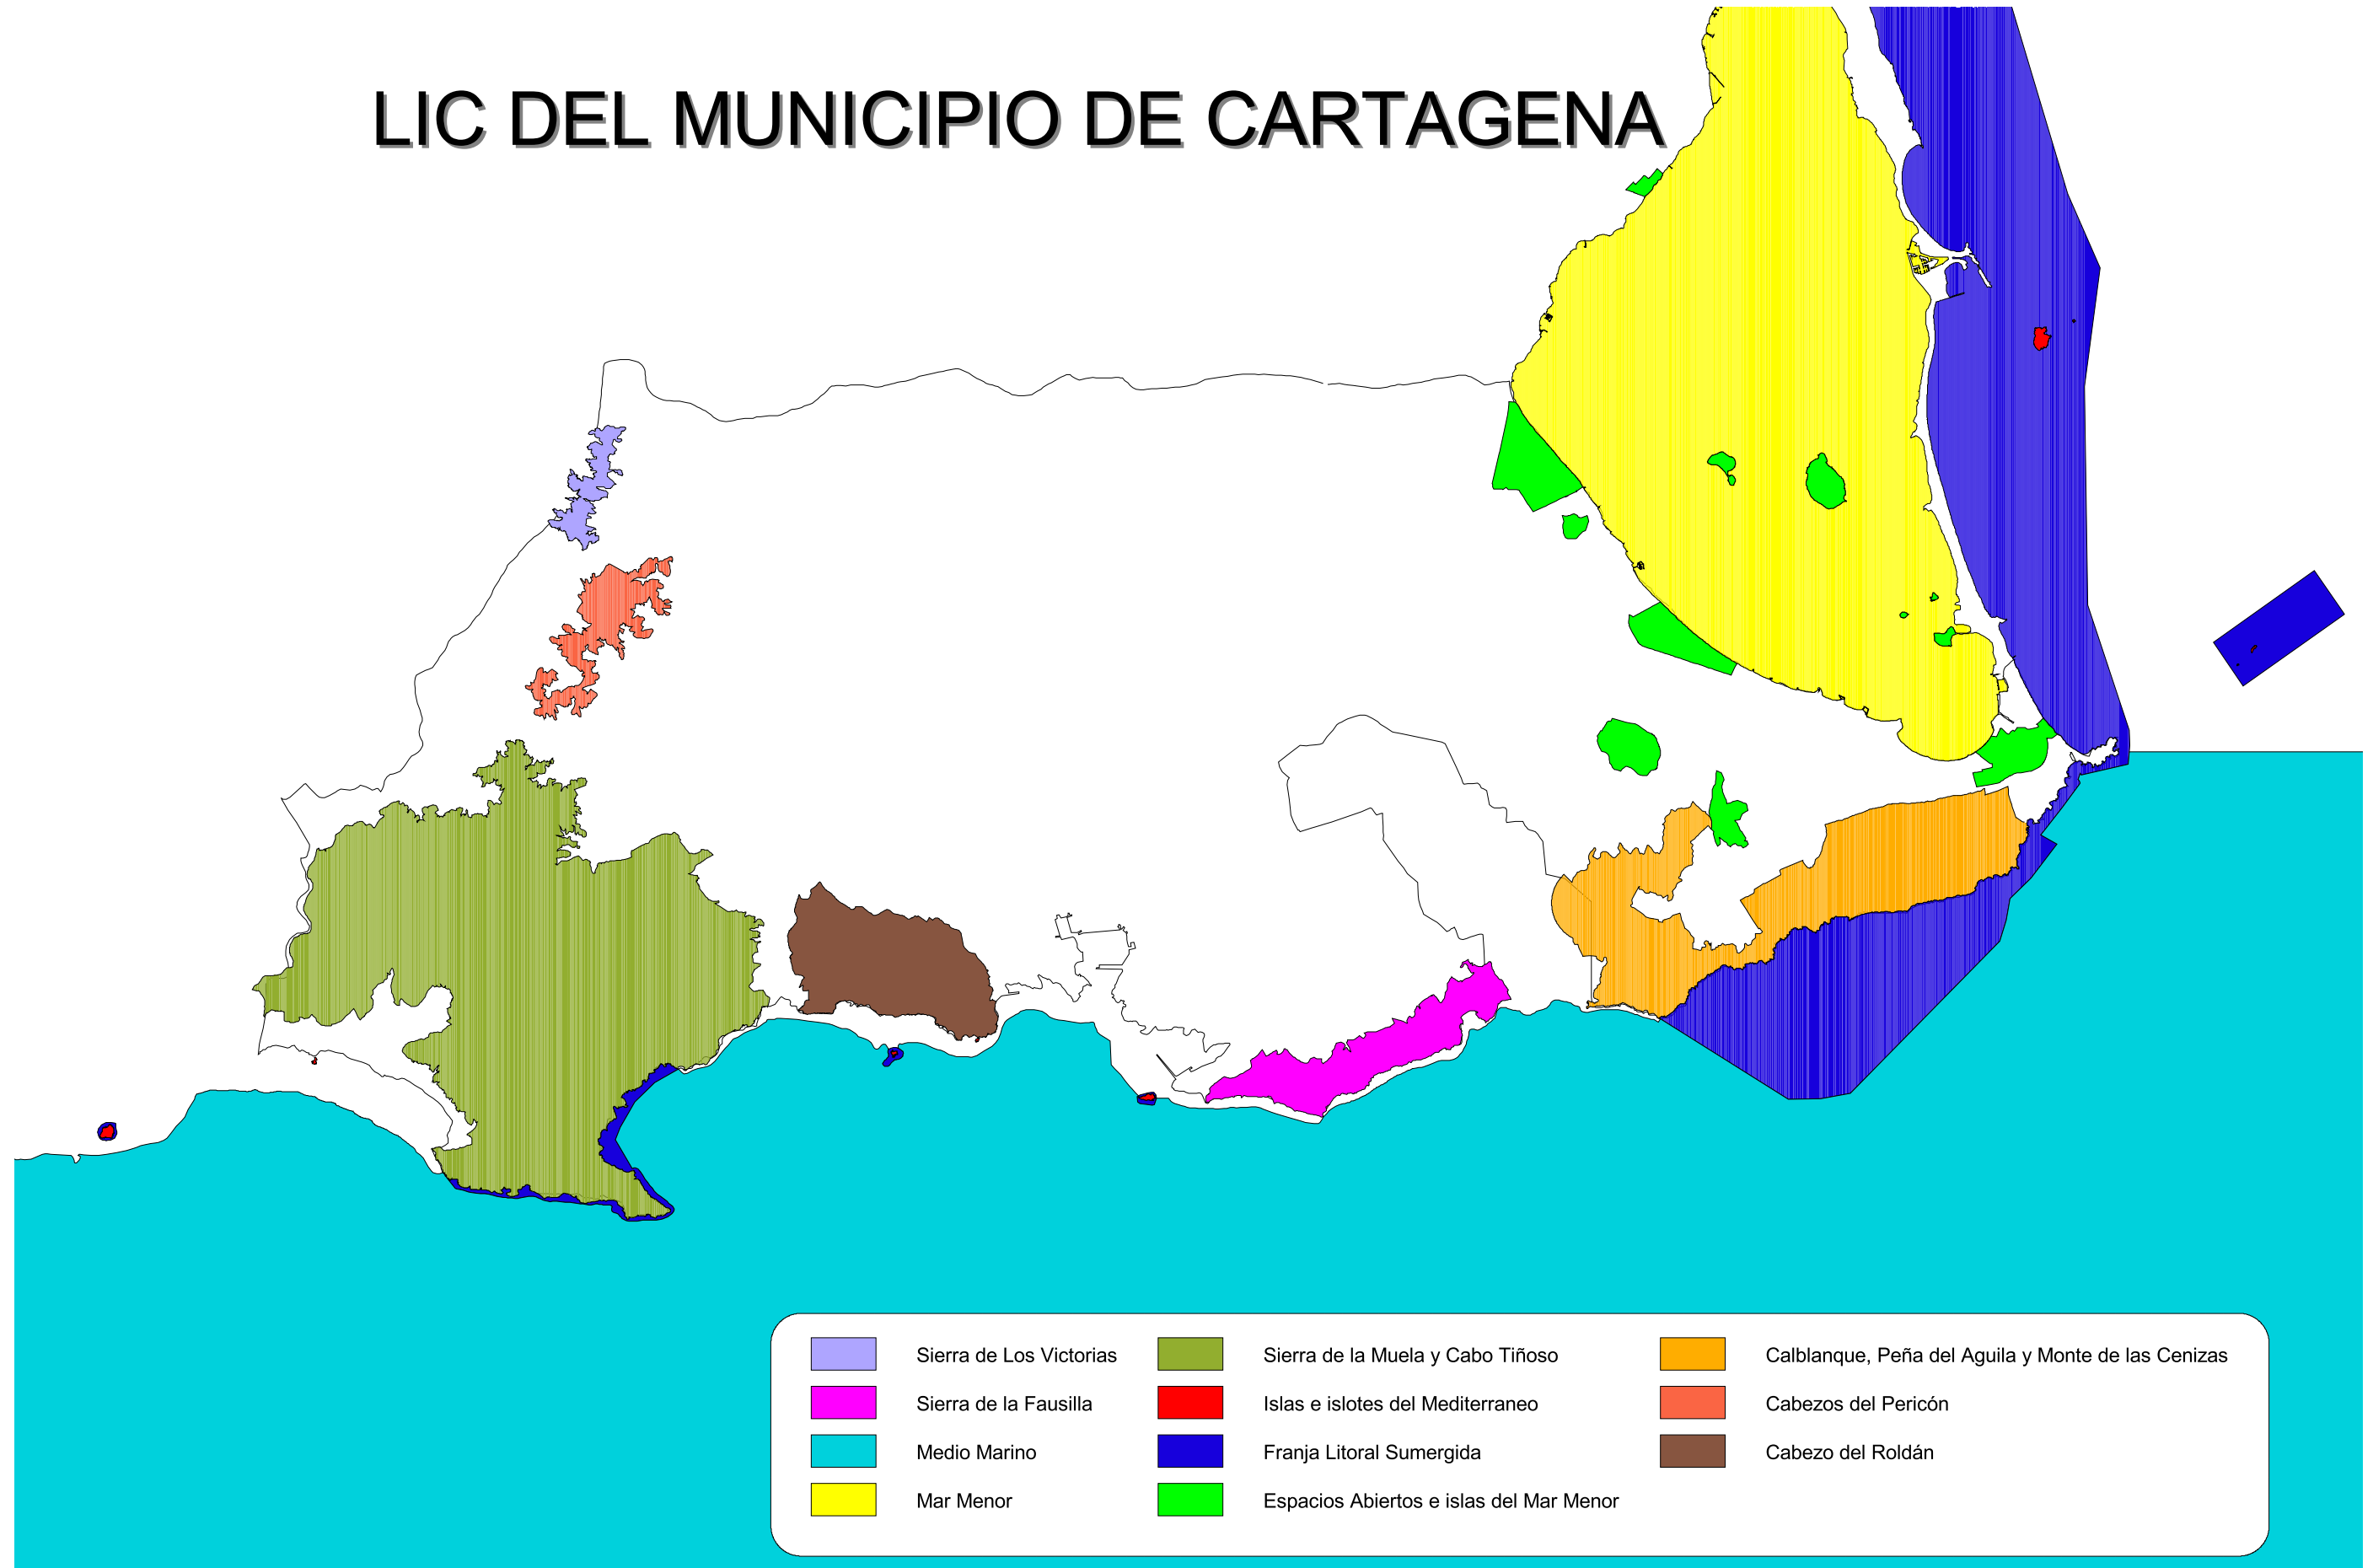 LIC DEL MUNICIPIO DE CARTAGENA
Sierra de Los Victorias
Sierra de la Fausilla
Medio Marino
Mar Menor
Sierra de la Muela y Cabo Tiñoso
Islas e islotes del Mediterraneo
Franja Litoral Sumergida
Espacios Abiertos e islas del Mar Menor
Calblanque, Peña del Aguila y Monte de las Cenizas
Cabezos del Pericón
Cabezo del Roldán